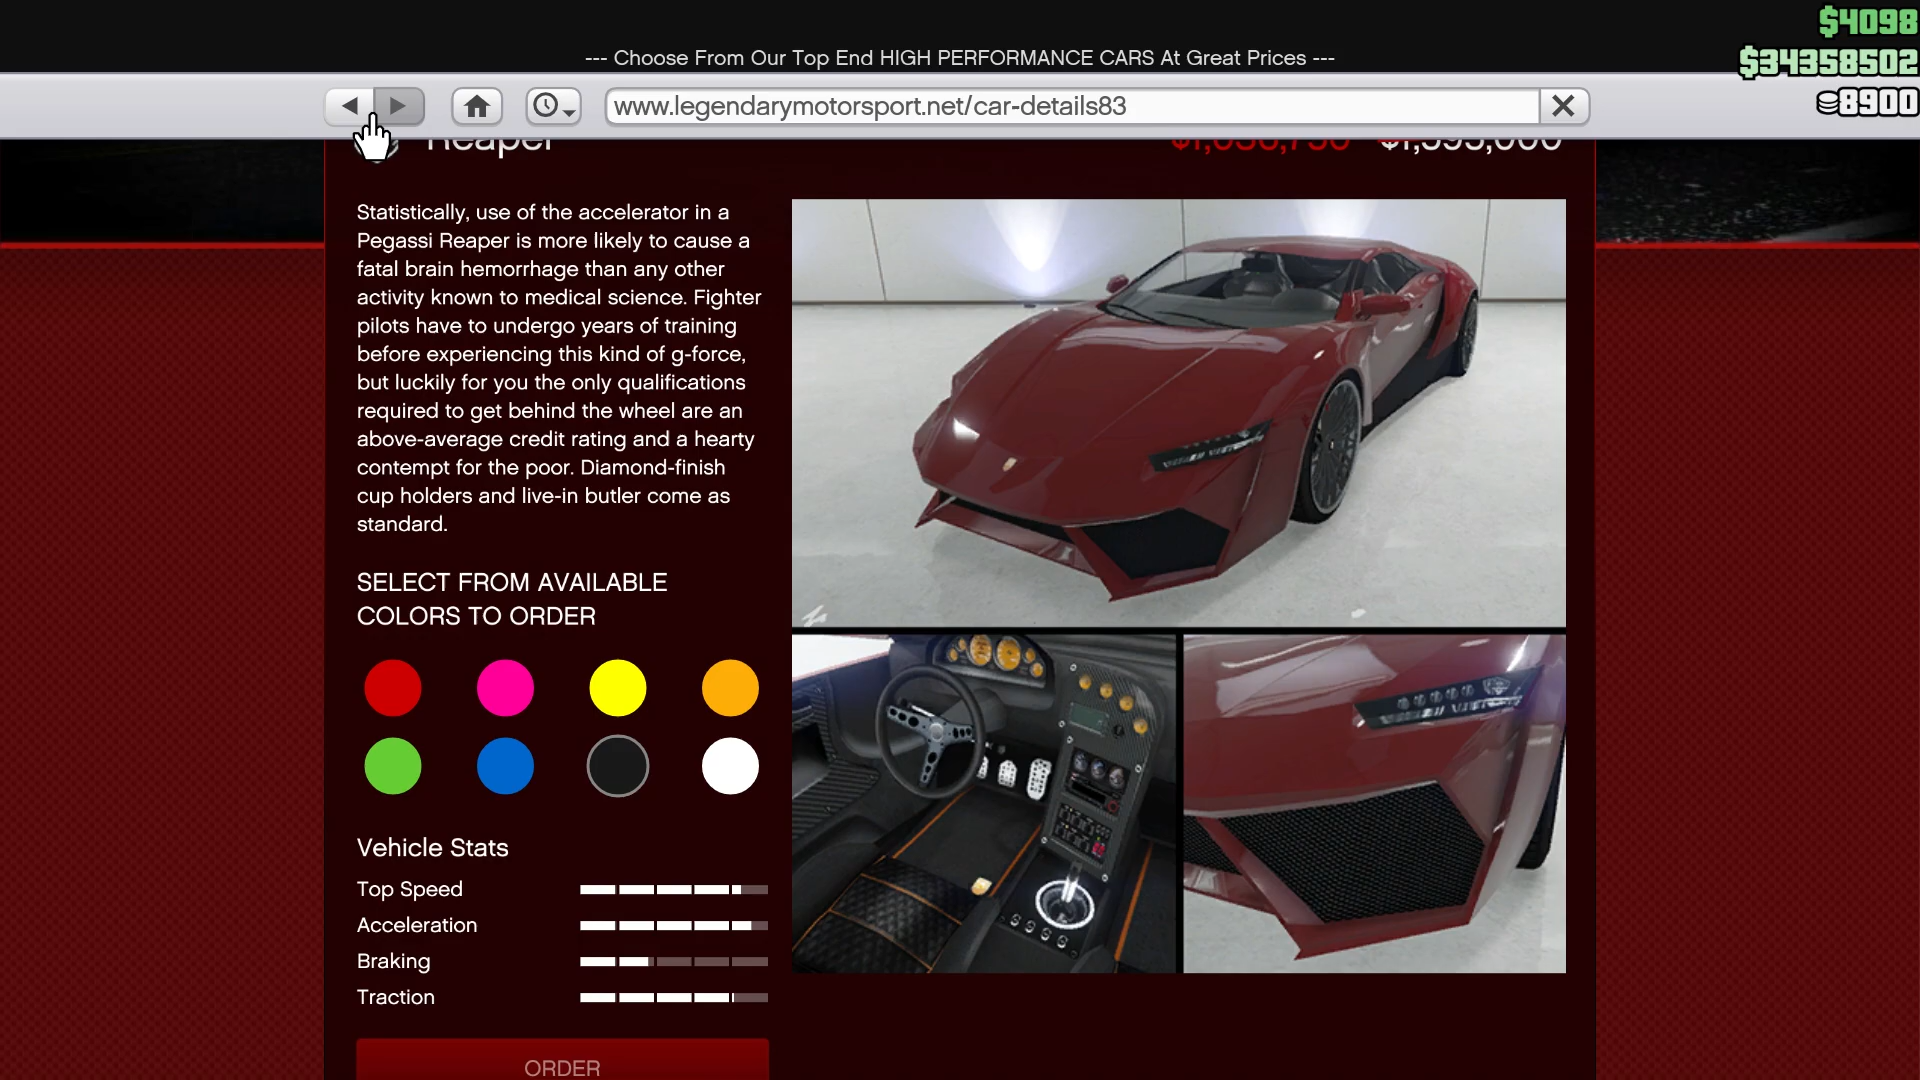 $4098
--- Choose From Our Top End HIGH PERFORMANCE CARS At Great Prices ---
$34358502
www.legendarymotorsport.net/car-details83
8900
Reaper
Statistically, use of the accelerator in a
Pegassi Reaper is more likely to cause a
fatal brain hemorrhage than any other
activity known to medical science. Fighter
pilots have to undergo years of training
before experiencing this kind of g-force,
but luckily for you the only qualifications
required to get behind the wheel are an
above-average credit rating and a hearty
contempt for the poor. Diamond-finish
cup holders and live-in butler come as
standard.
SELECT FROM AVAILABLE
COLORS TO ORDER
Vehicle Stats
Top Speed
Acceleration
Braking
Traction
ORDER